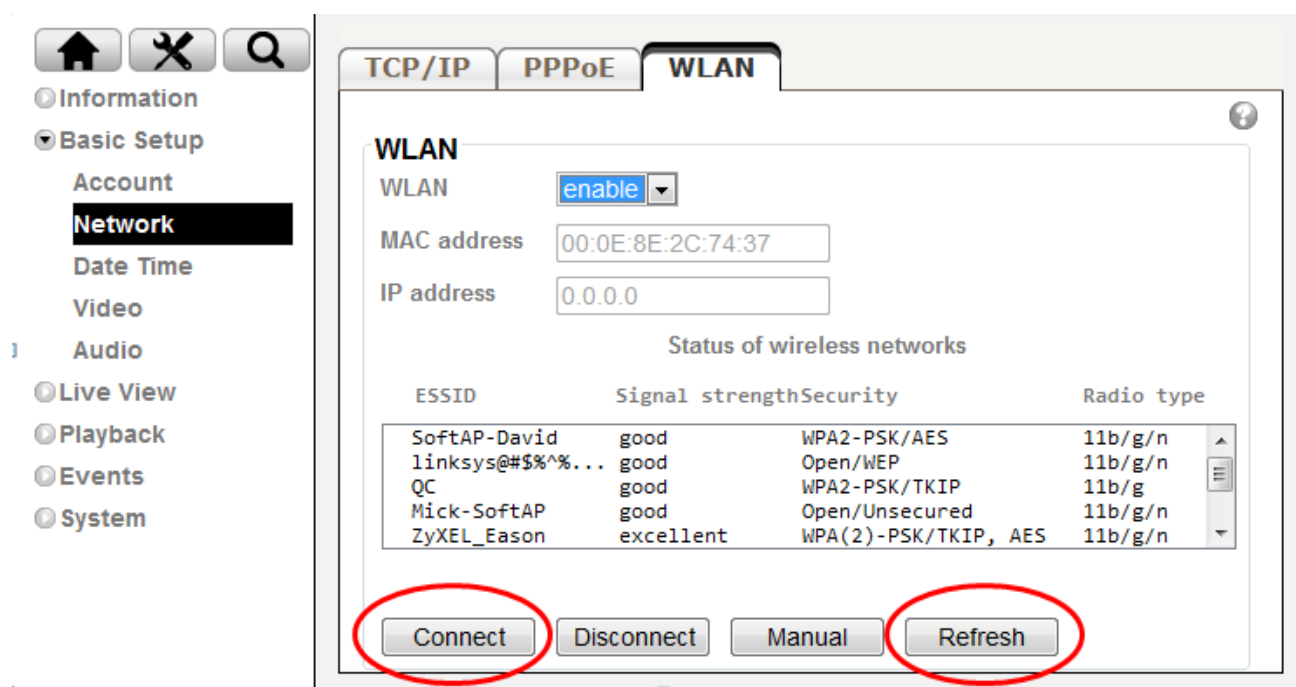 Information
Basic Setup
Account
Network
Date Time
Video
Audio
Live View
Playback
Events
System
TCP/IP PPPoE WLAN
WLAN
WLAN enable
MAC address 00:0E:8E:2C:74:37
IP address 0.0.0.0
Status of wireless networks
ESSID Signal strength Security Radio type
SoftAP-David good WPA2-PSK/AES 11b/g/n
linksys@#$%^%... good Open/WEP 11b/g/n
QC good WPA2-PSK/TKIP 11b/g
Mick-SoftAP good Open/Unsecured 11b/g/n
ZyXEL_Eason excellent WPA(2)-PSK/TKIP, AES 11b/g/n
Connect Disconnect Manual Refresh